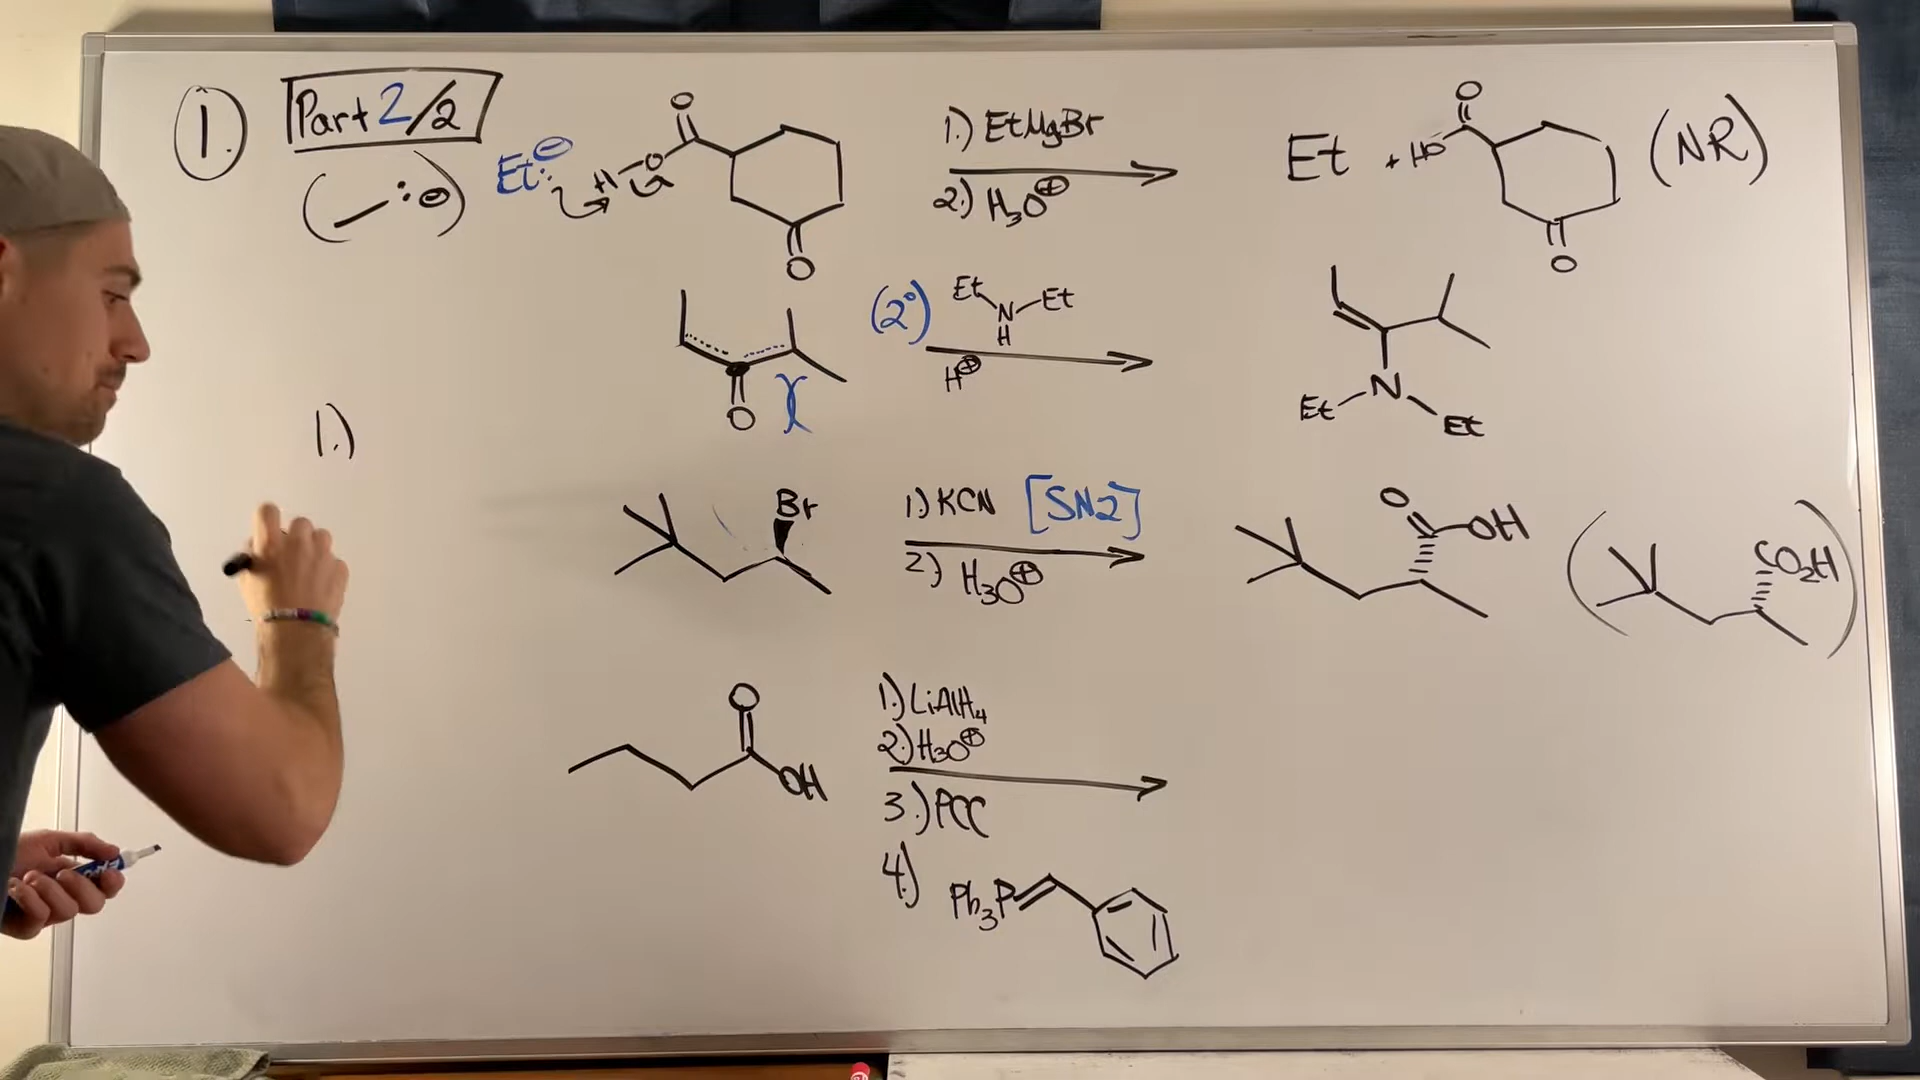 1. Part 2/2
Et:⊖ H O O
O
1.) EtMgBr
2.) H₃O⊕
Et + HO O (NR)
O
:⊖
O
(2°) Et N Et
H
H⊕
N
Et Et
1.)
Br
1.) KCN [SN2]
2.) H₃O⊕
O OH
CO₂H
O
OH
1.) LiAlH₄
2.) H₃O⊕
3.) PCC
4.) Ph₃P